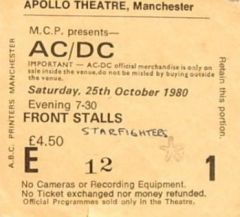 APOLLO THEATRE, Manchester
M.C.P. presents—
AC/DC
IMPORTANT — AC-DC official merchandise is only on
sale inside the venue, do not be misled by buying outside
the venue.
Saturday, 25th October 1980
Evening 7-30
FRONT STALLS
STARFIGHTERS
£4.50
E 12 1
No Cameras or Recording Equipment.
No Ticket exchanged nor money refunded.
Official Programmes sold only in the Theatre.
A.B.C. PRINTERS MANCHESTER